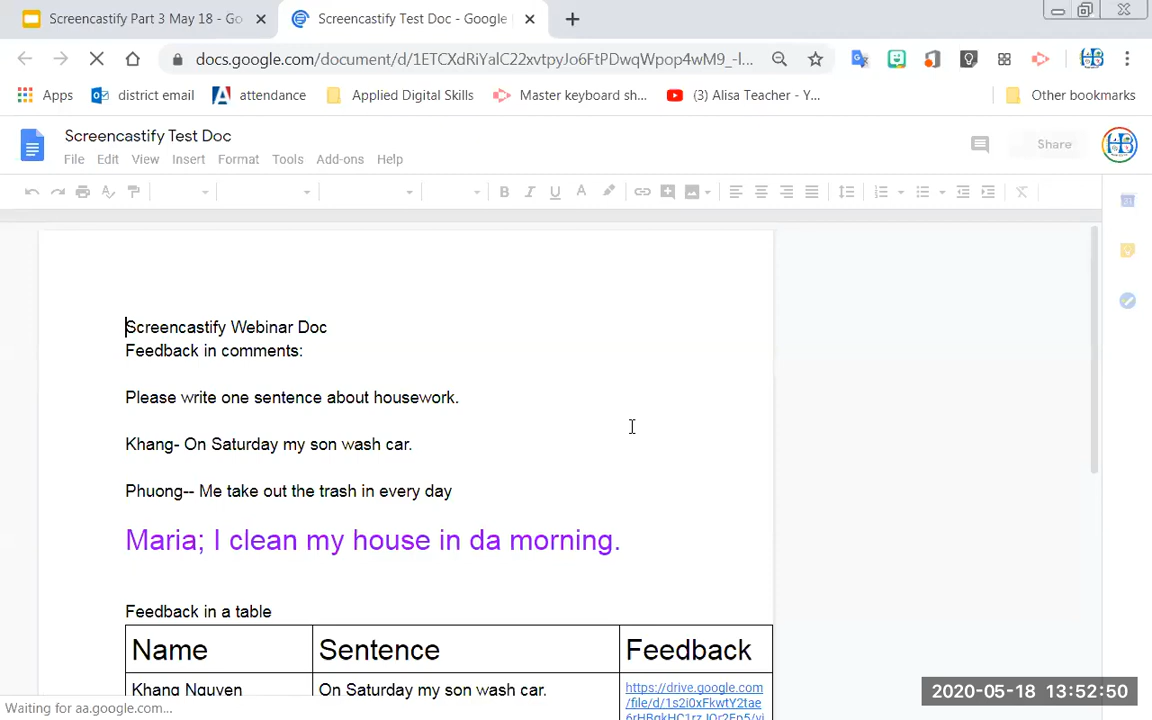 Screencastify Part 3 May 18 - Go
Screencastify Test Doc - Google
docs.google.com/document/d/1ETCXdRiYalC22xvtpyJo6FtPDwqWpop4wM9_-l...
Apps
district email
attendance
Applied Digital Skills
Master keyboard sh...
(3) Alisa Teacher - Y...
Other bookmarks
Screencastify Test Doc
File Edit View Insert Format Tools Add-ons Help
Share
Screencastify Webinar Doc
Feedback in comments:
Please write one sentence about housework.
Khang- On Saturday my son wash car.
Phuong-- Me take out the trash in every day
Maria; I clean my house in da morning.
Feedback in a table
Name Sentence Feedback
Khang Nguyen On Saturday my son wash car.
https://drive.google.com
/file/d/1s2i0xFkwtY2tae
Waiting for aa.google.com...
2020-05-18 13:52:50